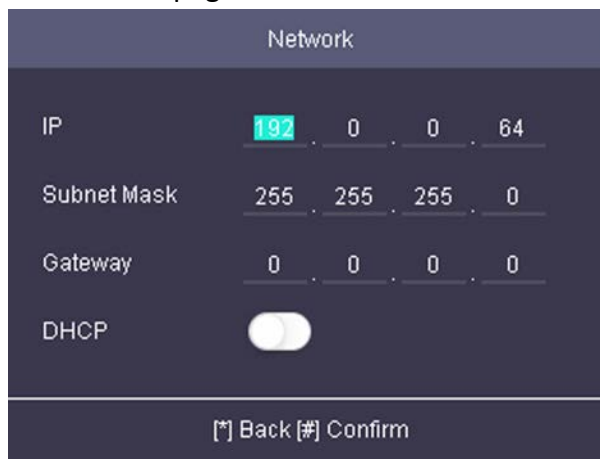 Network
IP 192 . 0 . 0 . 64
Subnet Mask 255 . 255 . 255 . 0
Gateway 0 . 0 . 0 . 0
DHCP
[*] Back [#] Confirm